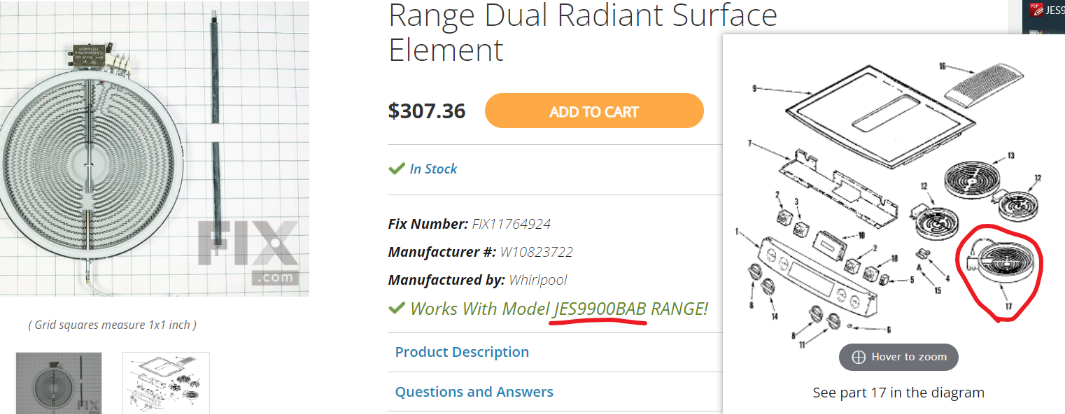 Range Dual Radiant Surface
Element
$307.36
ADD TO CART
In Stock
Fix Number: FIX11764924
Manufacturer #: W10823722
Manufactured by: Whirlpool
Works With Model JES9900BAB RANGE!
Product Description
Questions and Answers
FIX
.com
( Grid squares measure 1x1 inch )
FIX
PDF
JES9
16
9
13
12
12
7
2
3
10
2
18
5
1
4
A
15
17
8
14
8
11
6
Hover to zoom
See part 17 in the diagram